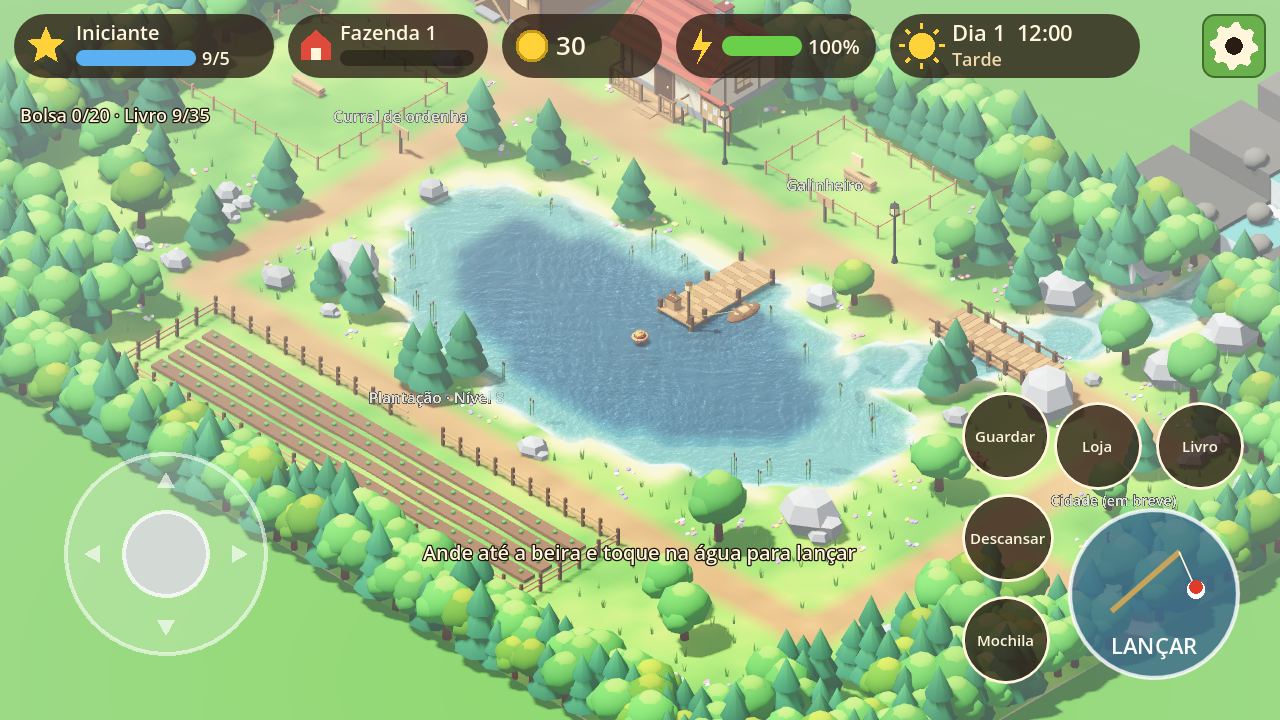 Iniciante
9/5
Fazenda 1
30
100%
Dia 1 12:00
Tarde
Bolsa 0/20 · Livro 9/35
Curral de ordenha
Galinheiro
Plantação · Nível
Guardar
Loja
Livro
Cidade (em breve)
Descansar
Ande até a beira e toque na água para lançar
Mochila
LANÇAR